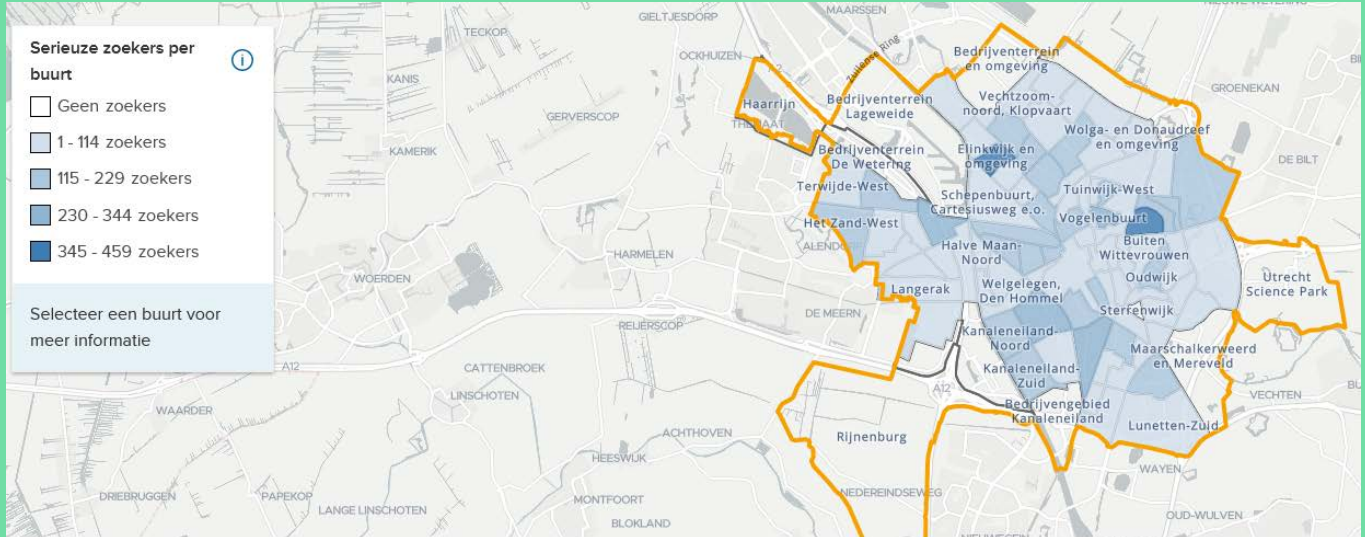 Serieuze zoekers per
buurt
Geen zoekers
1 - 114 zoekers
115 - 229 zoekers
230 - 344 zoekers
345 - 459 zoekers
Selecteer een buurt voor
meer informatie
MAARSSEN
GIELTJESDORP
TECKOP
Zuilense Ring
OCKHUIZEN
Bedrijventerrein
en omgeving
KANIS
GROENEKAN
Haarrijn
Bedrijventerrein
Lageweide
Vechtzoom-
noord, Klopvaart
GERVERSCOP
Wolga- en Donaudreef
en omgeving
KAMERIK
Bedrijventerrein
De Wetering
Elinkwijk en
omgeving
DE BILT
Terwijde-West
Tuinwijk-West
Schepenbuurt,
Cartesiusweg e.o.
Het Zand-West
Vogelenbuurt
HARMELEN
Halve Maan-
Noord
Buiten
Wittevrouwen
WOERDEN
Langerak
Welgelegen,
Den Hommel
Oudwijk
Utrecht
Science Park
DE MEERN
Sterrenwijk
REIJERSCOP
Kanaleneiland-
Noord
Maarschalkerweerd
en Mereveld
A12
CATTENBROEK
Kanaleneiland-
Zuid
A12
LINSCHOTEN
VECHTEN
WAARDER
Bedrijvengebied
Kanaleneiland
Lunetten-Zuid
ACHTHOVEN
Rijnenburg
HEESWIJK
WAYEN
DRIEBRUGGEN
PAPEKOP
MONTFOORT
NEDEREINDSEWEG
LANGE LINSCHOTEN
BLOKLAND
OUD-WULVEN